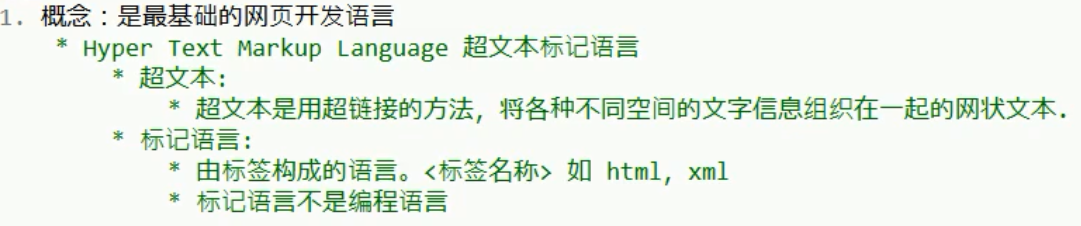 1. 概念：是最基础的网页开发语言
* Hyper Text Markup Language 超文本标记语言
* 超文本:
* 超文本是用超链接的方法, 将各种不同空间的文字信息组织在一起的网状文本.
* 标记语言:
* 由标签构成的语言。<标签名称> 如 html, xml
* 标记语言不是编程语言